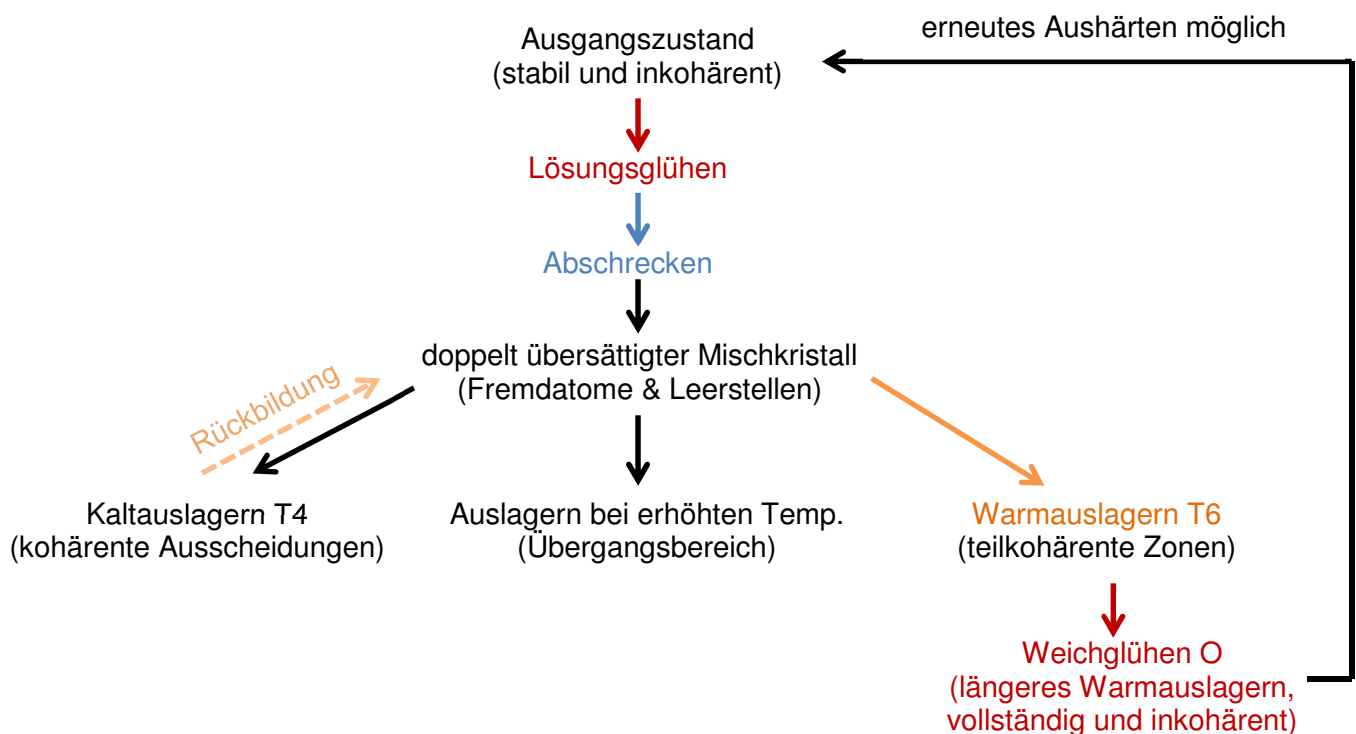 erneutes Aushärten möglich
Ausgangszustand
(stabil und inkohärent)
Lösungsglühen
Abschrecken
doppelt übersättigter Mischkristall
(Fremdatome & Leerstellen)
Rückbildung
Kaltauslagern T4
(kohärente Ausscheidungen)
Auslagern bei erhöhten Temp.
(Übergangsbereich)
Warmauslagern T6
(teilkohärente Zonen)
Weichglühen O
(längeres Warmauslagern,
vollständig und inkohärent)